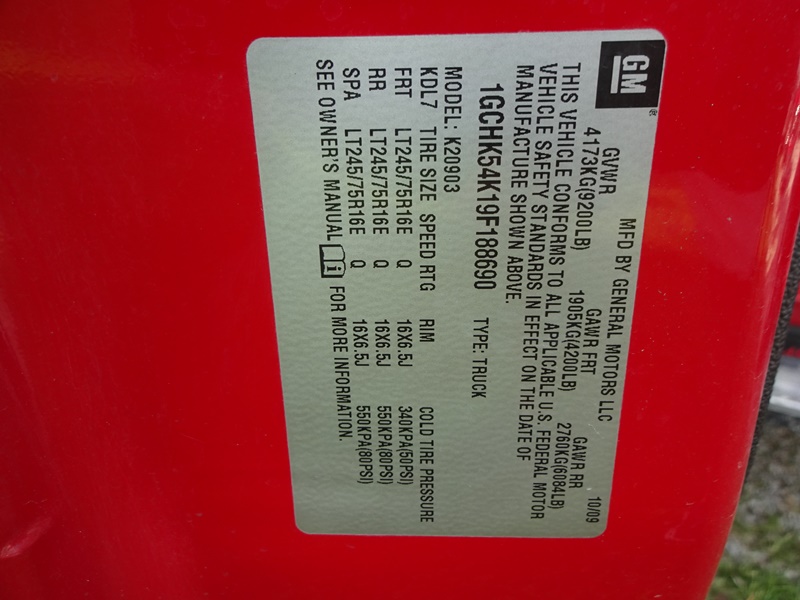 GM®
MFD BY GENERAL MOTORS LLC 10/09
GVWR GAWR FRT GAWR RR
4173KG(9200LB) 1905KG(4200LB) 2760KG(6084LB)
THIS VEHICLE CONFORMS TO ALL APPLICABLE U.S. FEDERAL MOTOR
VEHICLE SAFETY STANDARDS IN EFFECT ON THE DATE OF
MANUFACTURE SHOWN ABOVE.
1GCHK54K19F188690 TYPE: TRUCK
MODEL: K20903
KDL7 TIRE SIZE SPEED RTG RIM COLD TIRE PRESSURE
FRT LT245/75R16E Q 16X6.5J 340KPA(50PSI)
RR LT245/75R16E Q 16X6.5J 550KPA(80PSI)
SPA LT245/75R16E Q 16X6.5J 550KPA(80PSI)
SEE OWNER'S MANUAL i FOR MORE INFORMATION.